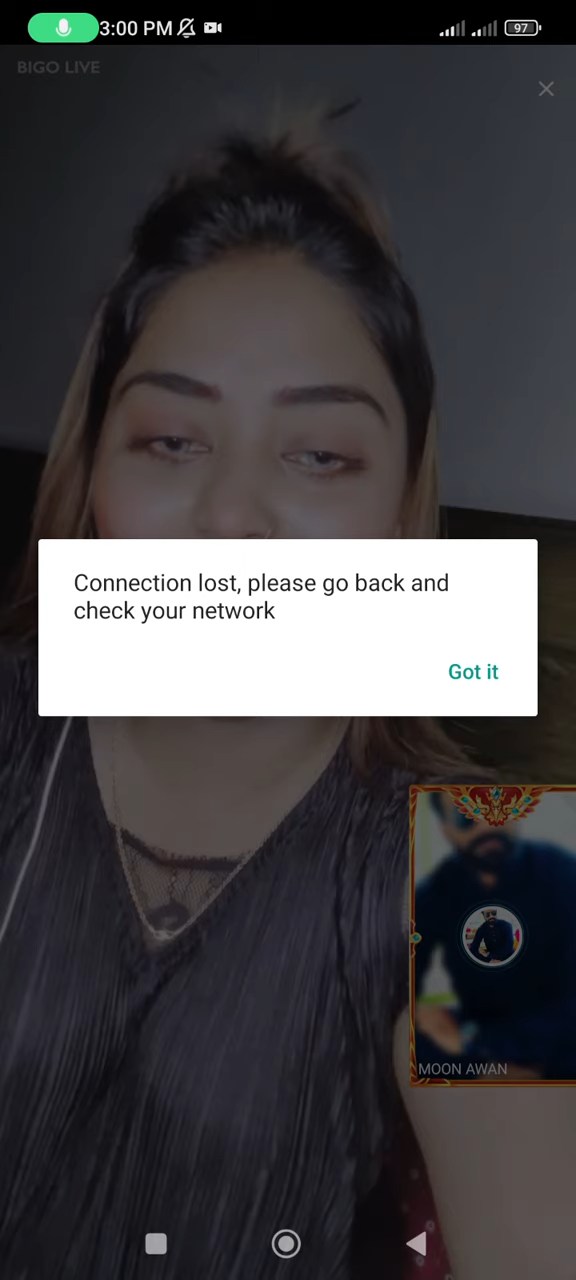 3:00 PM
97
BIGO LIVE
Connection lost, please go back and
check your network
Got it
MOON AWAN